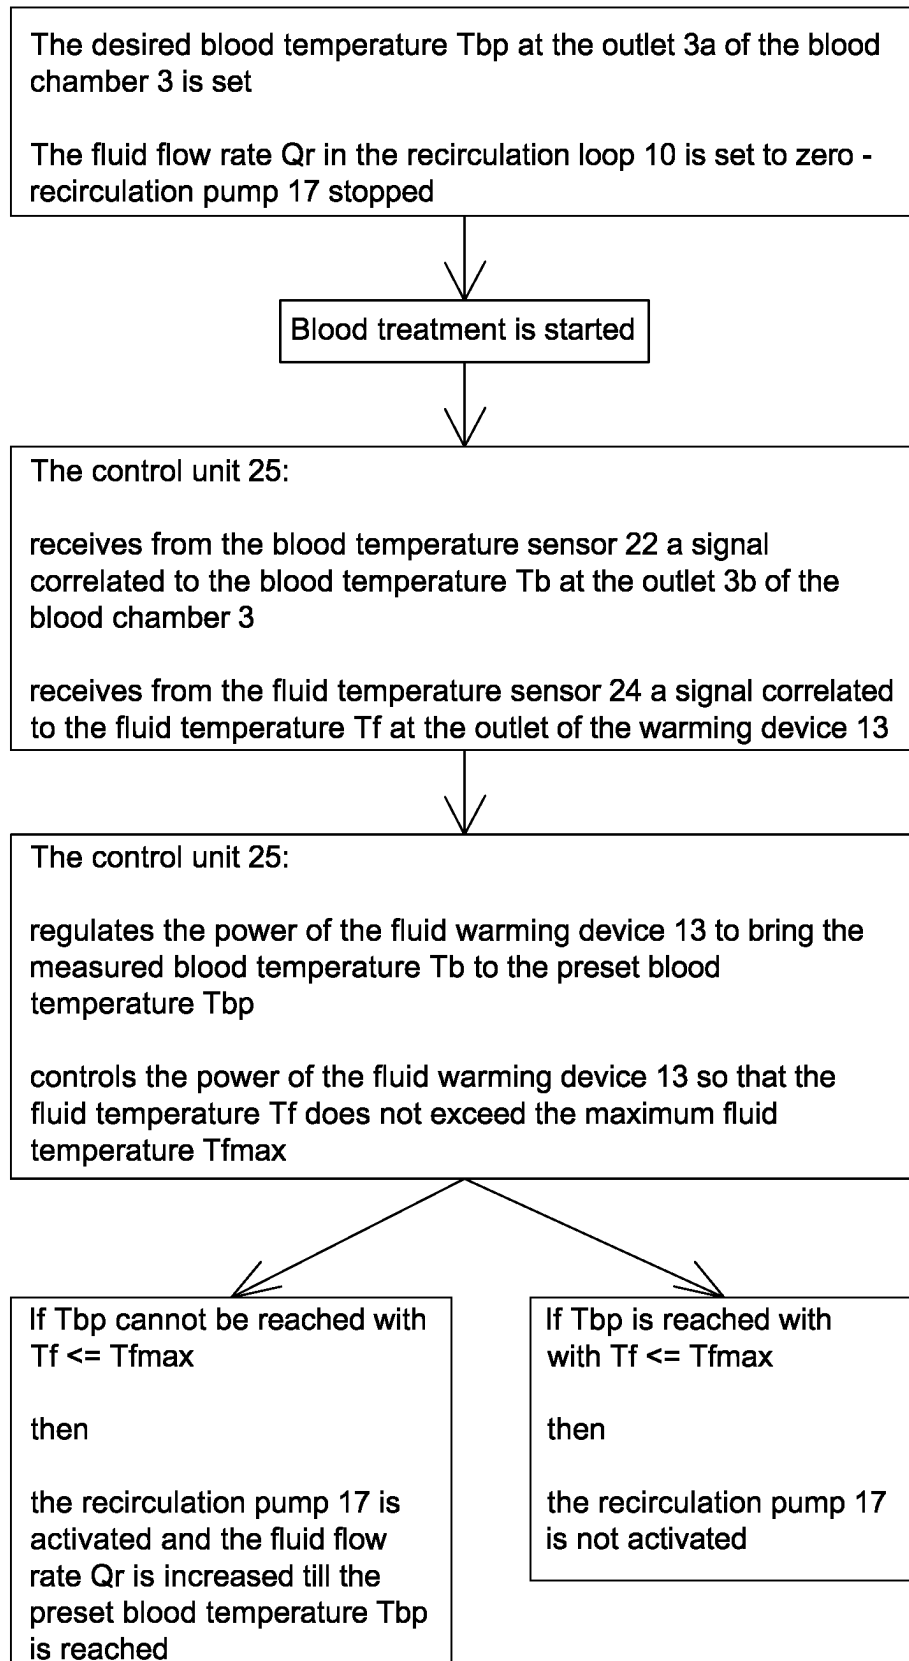 The desired blood temperature Tbp at the outlet 3a of the blood
chamber 3 is set
The fluid flow rate Qr in the recirculation loop 10 is set to zero -
recirculation pump 17 stopped
Blood treatment is started
The control unit 25:
receives from the blood temperature sensor 22 a signal
correlated to the blood temperature Tb at the outlet 3b of the
blood chamber 3
receives from the fluid temperature sensor 24 a signal correlated
to the fluid temperature Tf at the outlet of the warming device 13
The control unit 25:
regulates the power of the fluid warming device 13 to bring the
measured blood temperature Tb to the preset blood
temperature Tbp
controls the power of the fluid warming device 13 so that the
fluid temperature Tf does not exceed the maximum fluid
temperature Tfmax
If Tbp cannot be reached with
Tf <= Tfmax
then
the recirculation pump 17 is
activated and the fluid flow
rate Qr is increased till the
preset blood temperature Tbp
is reached
If Tbp is reached with
with Tf <= Tfmax
then
the recirculation pump 17
is not activated